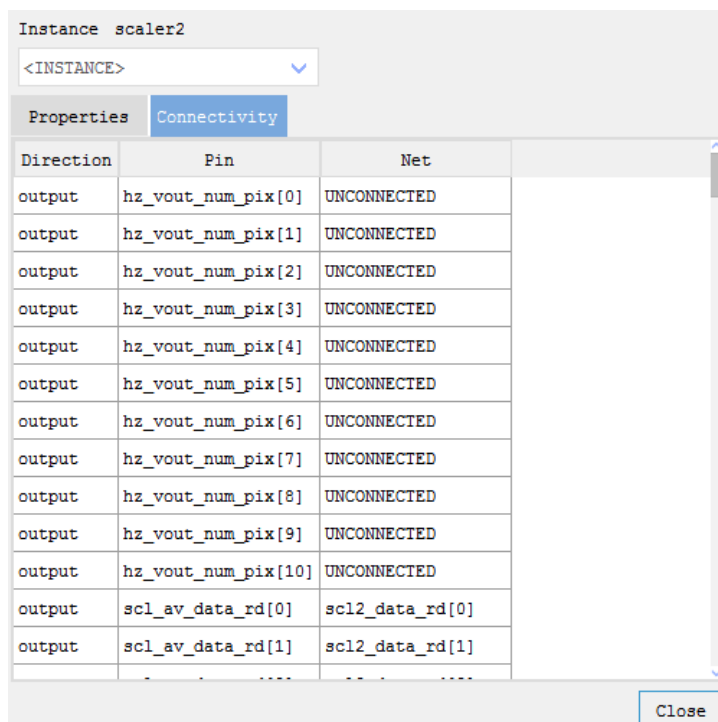 Instance scaler2
<INSTANCE>
Properties Connectivity
Direction Pin Net
output hz_vout_num_pix[0] UNCONNECTED
output hz_vout_num_pix[1] UNCONNECTED
output hz_vout_num_pix[2] UNCONNECTED
output hz_vout_num_pix[3] UNCONNECTED
output hz_vout_num_pix[4] UNCONNECTED
output hz_vout_num_pix[5] UNCONNECTED
output hz_vout_num_pix[6] UNCONNECTED
output hz_vout_num_pix[7] UNCONNECTED
output hz_vout_num_pix[8] UNCONNECTED
output hz_vout_num_pix[9] UNCONNECTED
output hz_vout_num_pix[10] UNCONNECTED
output scl_av_data_rd[0] scl2_data_rd[0]
output scl_av_data_rd[1] scl2_data_rd[1]
Close